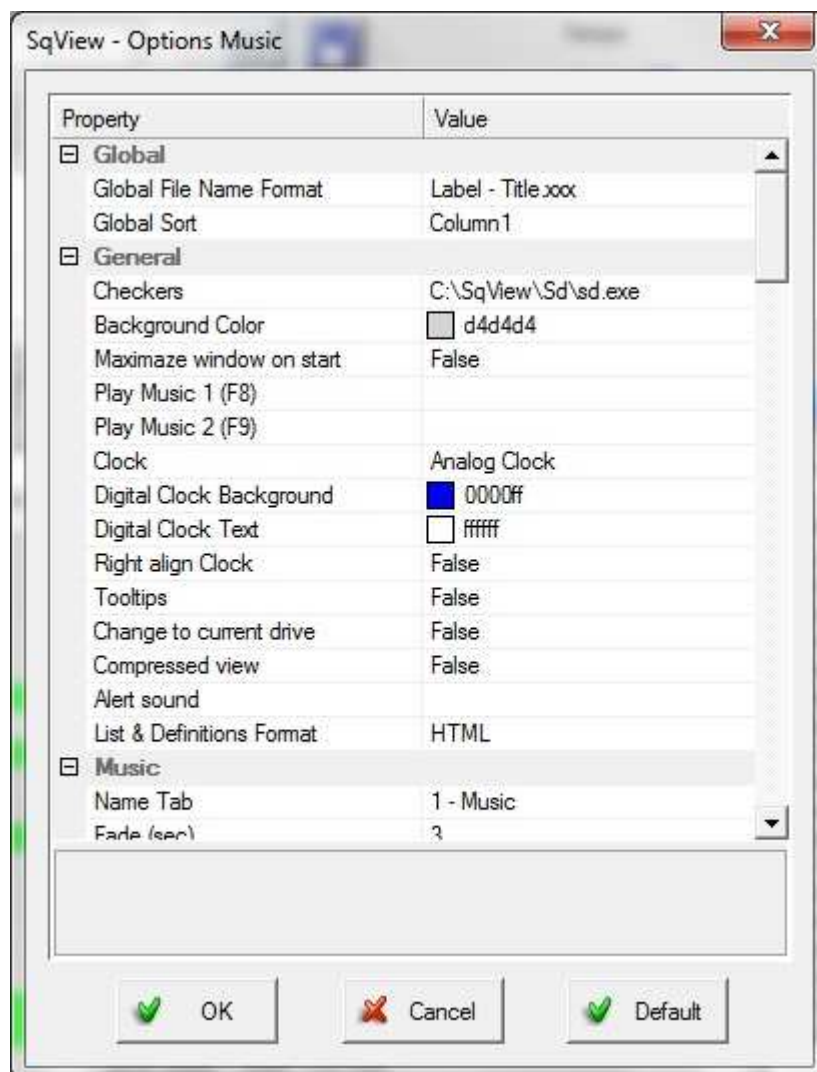 SqView - Options Music
Property Value
Global
Global File Name Format Label - Title.xxx
Global Sort Column1
General
Checkers C:\SqView\Sd\sd.exe
Background Color d4d4d4
Maximaze window on start False
Play Music 1 (F8)
Play Music 2 (F9)
Clock Analog Clock
Digital Clock Background 0000ff
Digital Clock Text ffffff
Right align Clock False
Tooltips False
Change to current drive False
Compressed view False
Alert sound
List & Definitions Format HTML
Music
Name Tab 1 - Music
Fade (sec) 3
OK Cancel Default